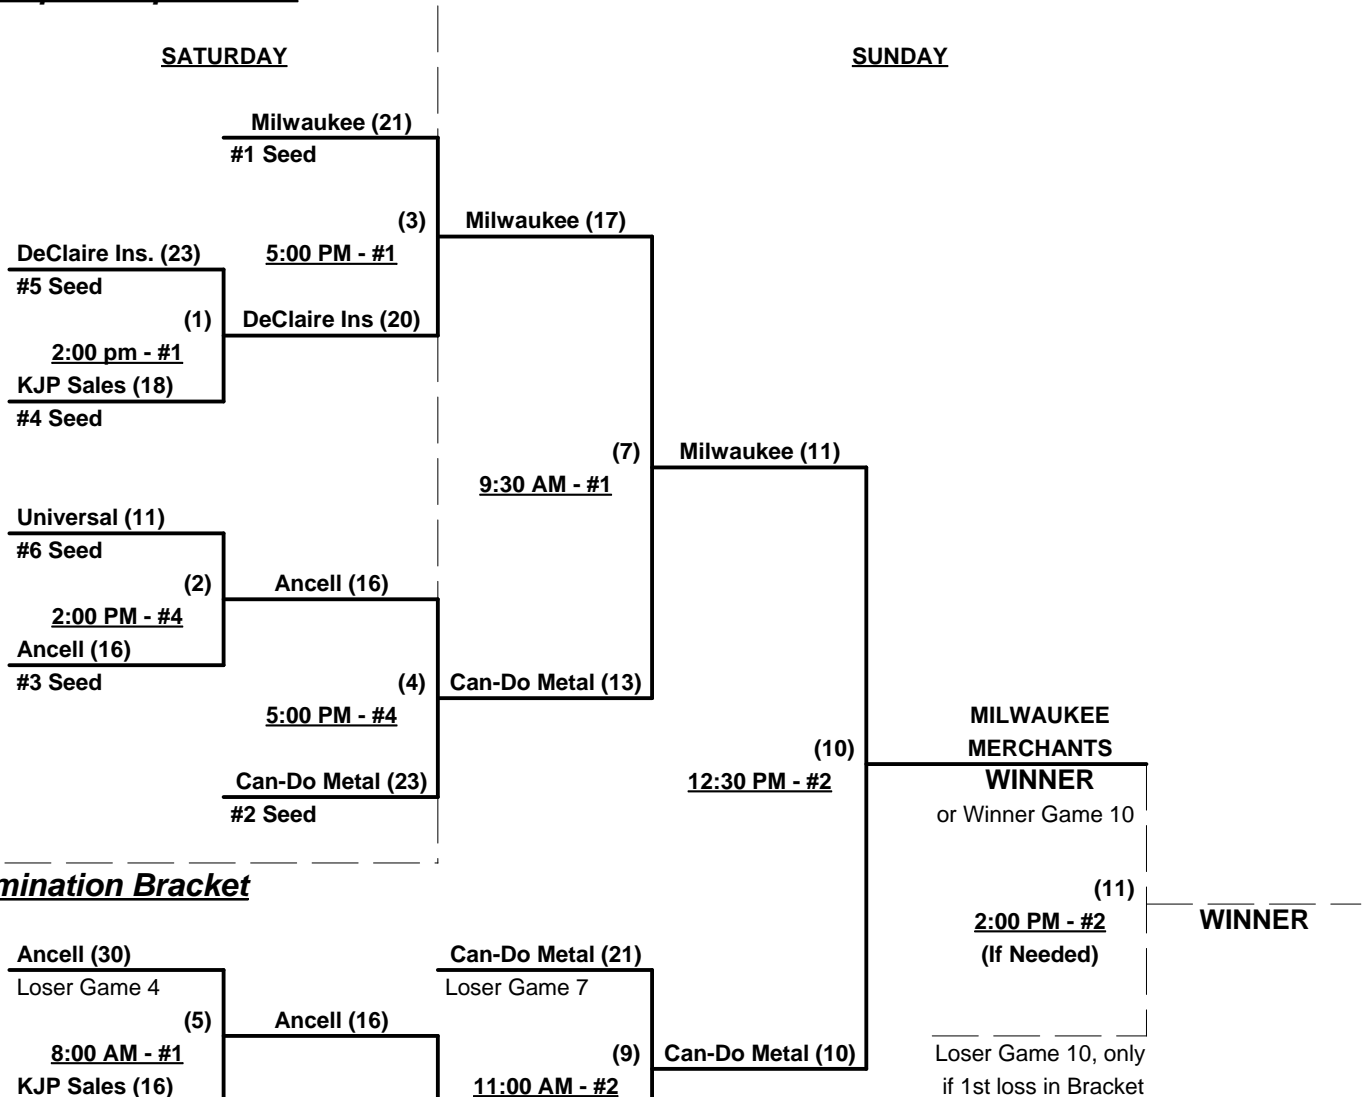 SATURDAY
SUNDAY
Milwaukee (21)
#1 Seed
(3)
Milwaukee (17)
5:00 PM - #1
DeClaire Ins. (23)
#5 Seed
(1)
DeClaire Ins (20)
2:00 pm - #1
KJP Sales (18)
#4 Seed
(7)
Milwaukee (11)
9:30 AM - #1
Universal (11)
#6 Seed
(2)
Ancell (16)
2:00 PM - #4
Ancell (16)
#3 Seed
(4)
Can-Do Metal (13)
5:00 PM - #4
Can-Do Metal (23)
#2 Seed
(10)
12:30 PM - #2
MILWAUKEE
MERCHANTS
WINNER
or Winner Game 10
(11)
2:00 PM - #2
(If Needed)
WINNER
mination Bracket
Ancell (30)
Loser Game 4
(5)
Ancell (16)
8:00 AM - #1
KJP Sales (16)
Can-Do Metal (21)
Loser Game 7
(9)
Can-Do Metal (10)
11:00 AM - #2
Loser Game 10, only
if 1st loss in Bracket